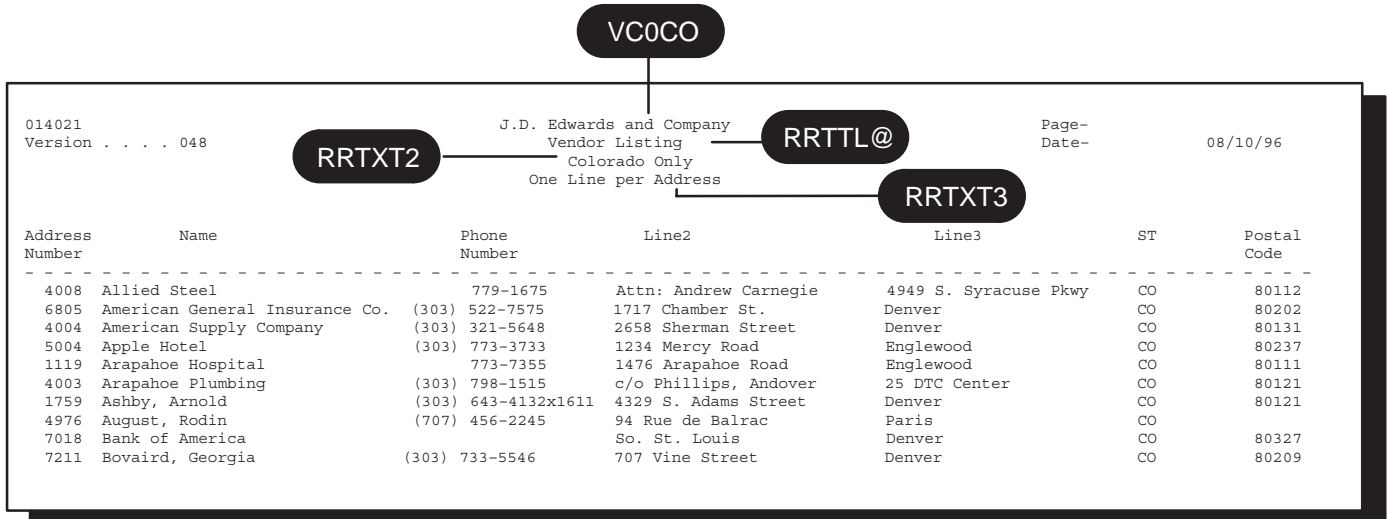 VC0CO
014021 J.D. Edwards and Company Page-
Version . . . . 048 Vendor Listing RRTTL@ Date- 08/10/96
RRTXT2 Colorado Only
One Line per Address
RRTXT3
Address Name Phone Line2 Line3 ST Postal
Number Number Code
- - - - - - - - - - - - - - - - - - - - - - - - - - - - - - - - - - - - - - - - - - - - - - - - - - - - - - - - - - - - - - - - - - -
4008 Allied Steel 779-1675 Attn: Andrew Carnegie 4949 S. Syracuse Pkwy CO 80112
6805 American General Insurance Co. (303) 522-7575 1717 Chamber St. Denver CO 80202
4004 American Supply Company (303) 321-5648 2658 Sherman Street Denver CO 80131
5004 Apple Hotel (303) 773-3733 1234 Mercy Road Englewood CO 80237
1119 Arapahoe Hospital 773-7355 1476 Arapahoe Road Englewood CO 80111
4003 Arapahoe Plumbing (303) 798-1515 c/o Phillips, Andover 25 DTC Center CO 80121
1759 Ashby, Arnold (303) 643-4132x1611 4329 S. Adams Street Denver CO 80121
4976 August, Rodin (707) 456-2245 94 Rue de Balrac Paris CO
7018 Bank of America So. St. Louis Denver CO 80327
7211 Bovaird, Georgia (303) 733-5546 707 Vine Street Denver CO 80209